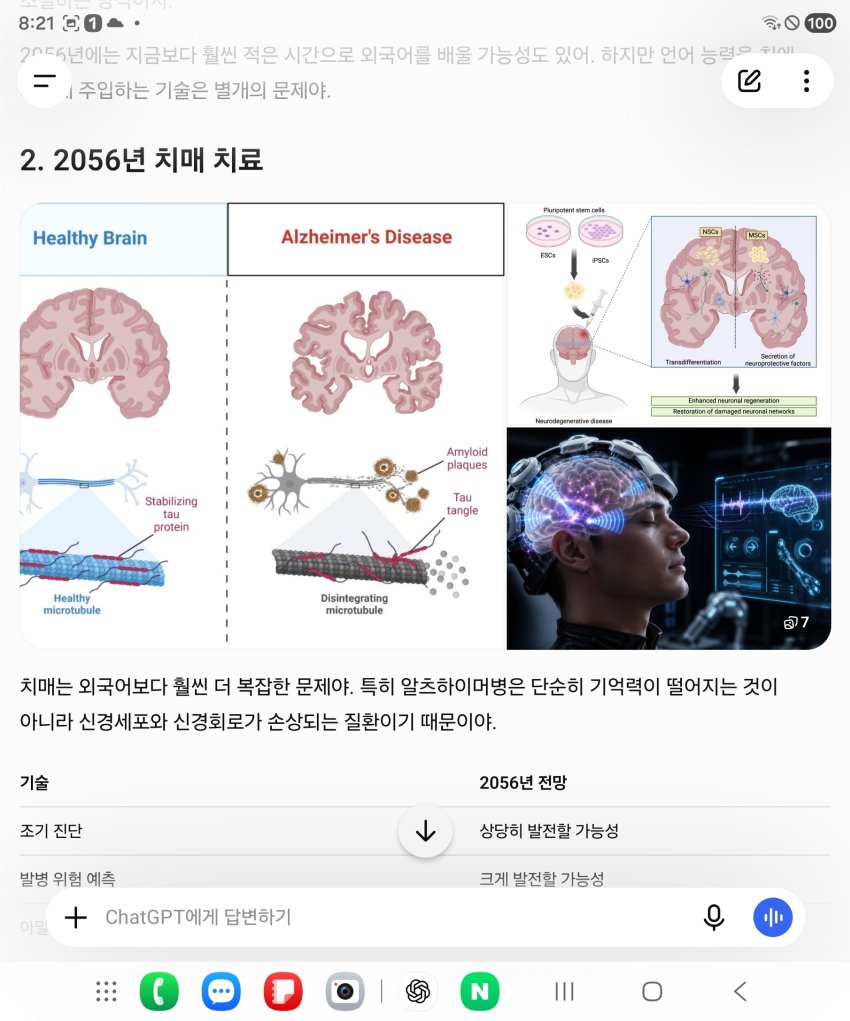 8:21
1
100
2056년에는 지금보다 훨씬 적은 시간으로 외국어를 배울 가능성도 있어. 하지만 언어 능력을
주입하는 기술은 별개의 문제야.
2. 2056년 치매 치료
Healthy Brain
Alzheimer's Disease
Stabilizing
tau
protein
Healthy
microtubule
Amyloid
plaques
Tau
tangle
Disintegrating
microtubule
Pluripotent stem cells
ESCs
iPSCs
Neurodegenerative disease
NSCs
MSCs
Transdifferentiation
Secretion of
neuroprotective factors
Enhanced neuronal regeneration
Restoration of damaged neuronal networks
7
치매는 외국어보다 훨씬 더 복잡한 문제야. 특히 알츠하이머병은 단순히 기억력이 떨어지는 것이
아니라 신경세포와 신경회로가 손상되는 질환이기 때문이야.
기술 2056년 전망
조기 진단 상당히 발전할 가능성
발병 위험 예측 크게 발전할 가능성
ChatGPT에게 답변하기
N